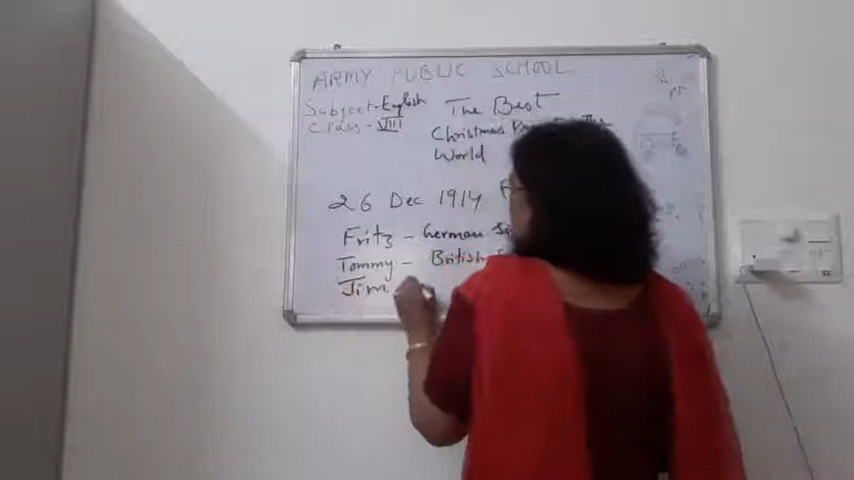 ARMY PUBLIC SCHOOL
Subject-English
Class-VIII
The Best
Christmas
World
26 Dec 1914
Fritz - German
Tommy - British
Jim